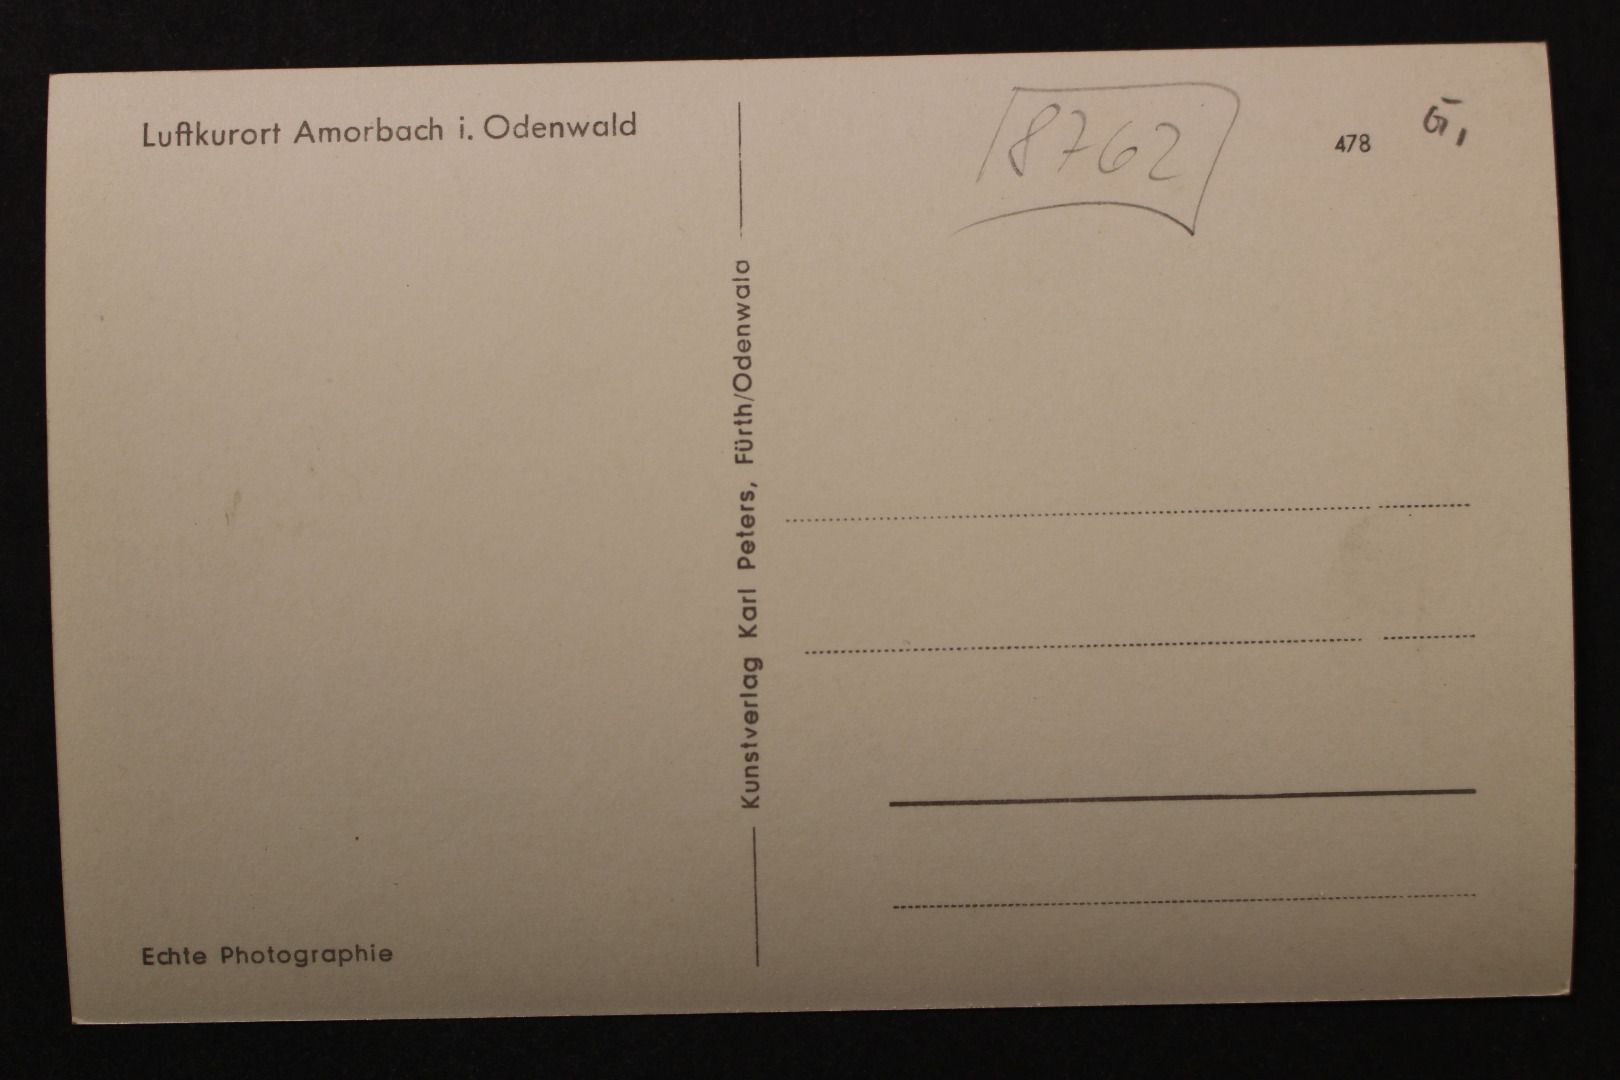 Luftkurort Amorbach i. Odenwald
8762
478
Kunstverlag Karl Peters, Fürth/Odenwald
Echte Photographie